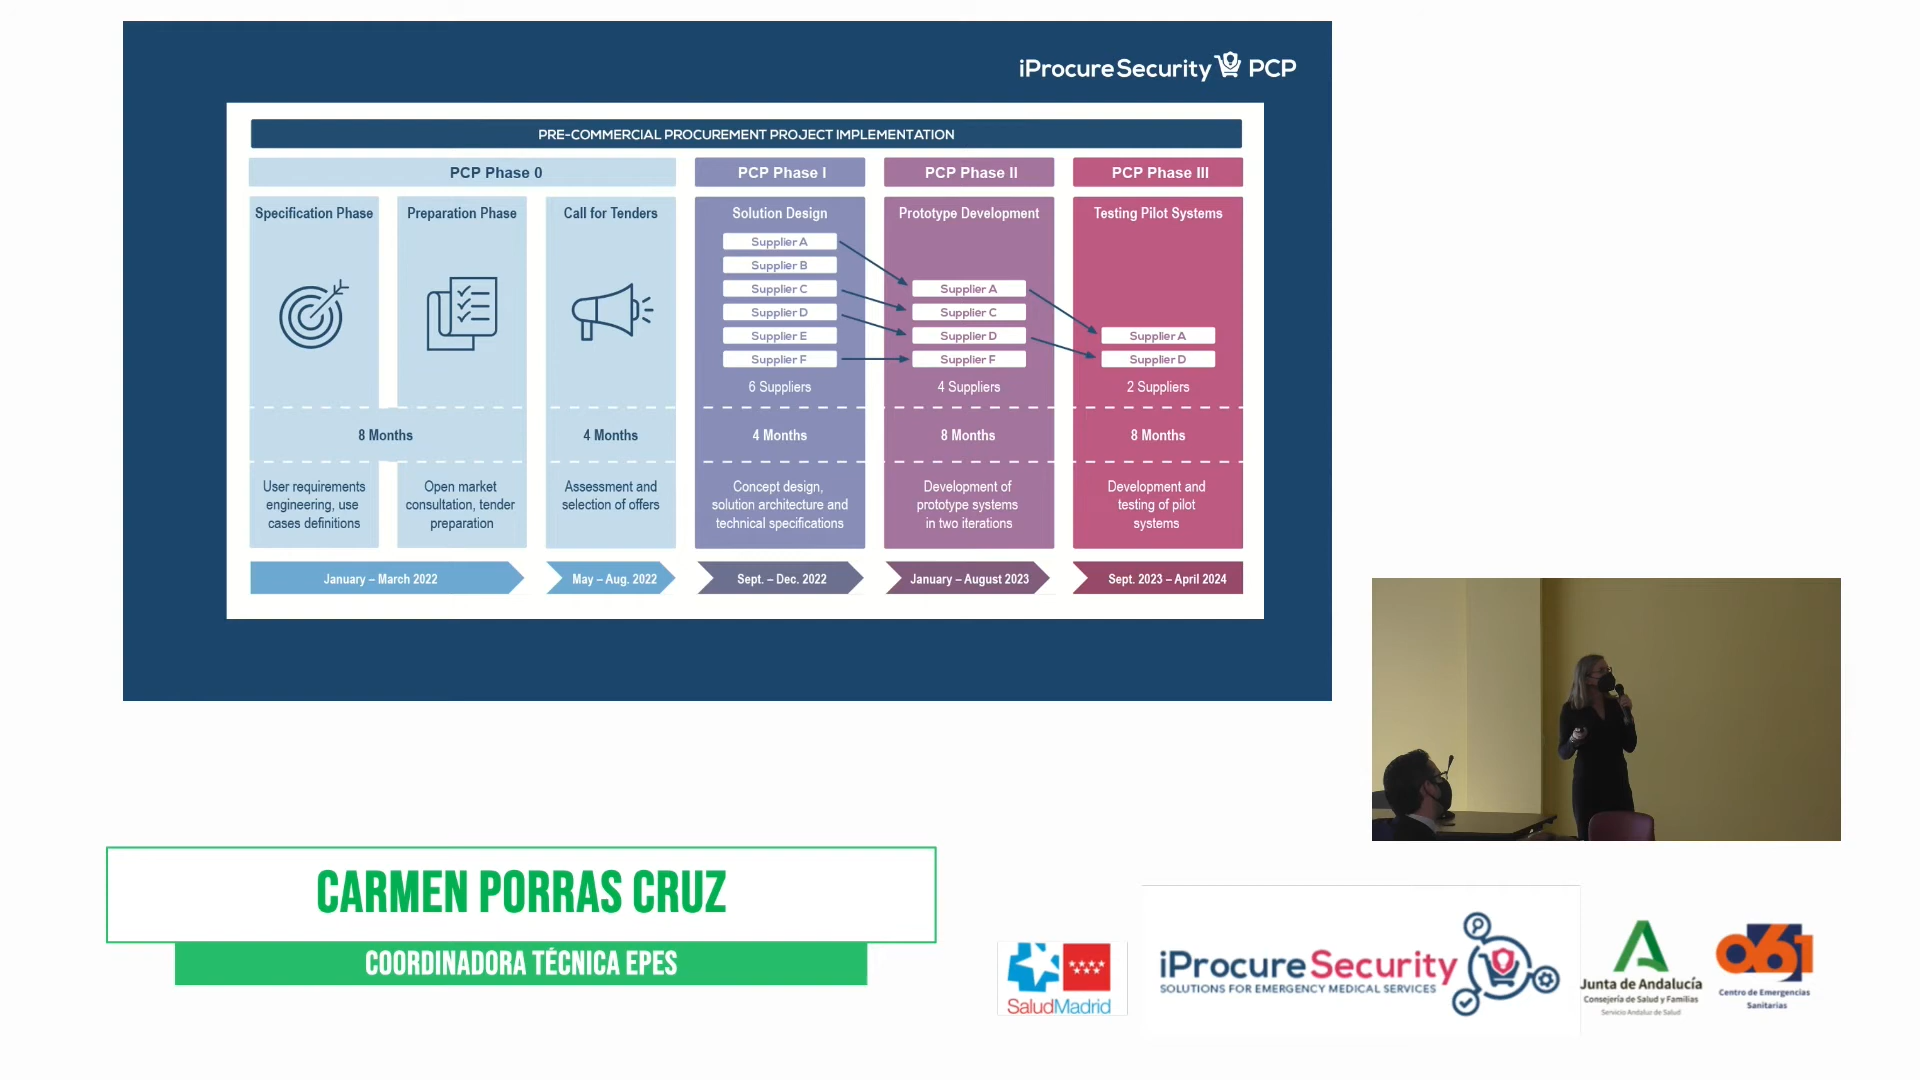 iProcureSecurity PCP
PRE-COMMERCIAL PROCUREMENT PROJECT IMPLEMENTATION
PCP Phase 0
PCP Phase I
PCP Phase II
PCP Phase III
Specification Phase
Preparation Phase
Call for Tenders
Solution Design
Prototype Development
Testing Pilot Systems
Supplier A
Supplier B
Supplier C
Supplier D
Supplier E
Supplier F
6 Suppliers
Supplier A
Supplier C
Supplier D
Supplier F
4 Suppliers
Supplier A
Supplier D
2 Suppliers
8 Months
4 Months
4 Months
8 Months
8 Months
User requirements
engineering, use
cases definitions
Open market
consultation, tender
preparation
Assessment and
selection of offers
Concept design,
solution architecture and
technical specifications
Development of
prototype systems
in two iterations
Development and
testing of pilot
systems
January – March 2022
May – Aug. 2022
Sept. – Dec. 2022
January – August 2023
Sept. 2023 – April 2024
CARMEN PORRAS CRUZ
COORDINADORA TÉCNICA EPES
SaludMadrid
iProcureSecurity
SOLUTIONS FOR EMERGENCY MEDICAL SERVICES
Junta de Andalucía
Consejería de Salud y Familias
Servicio Andaluz de Salud
061
Centro de Emergencias
Sanitarias